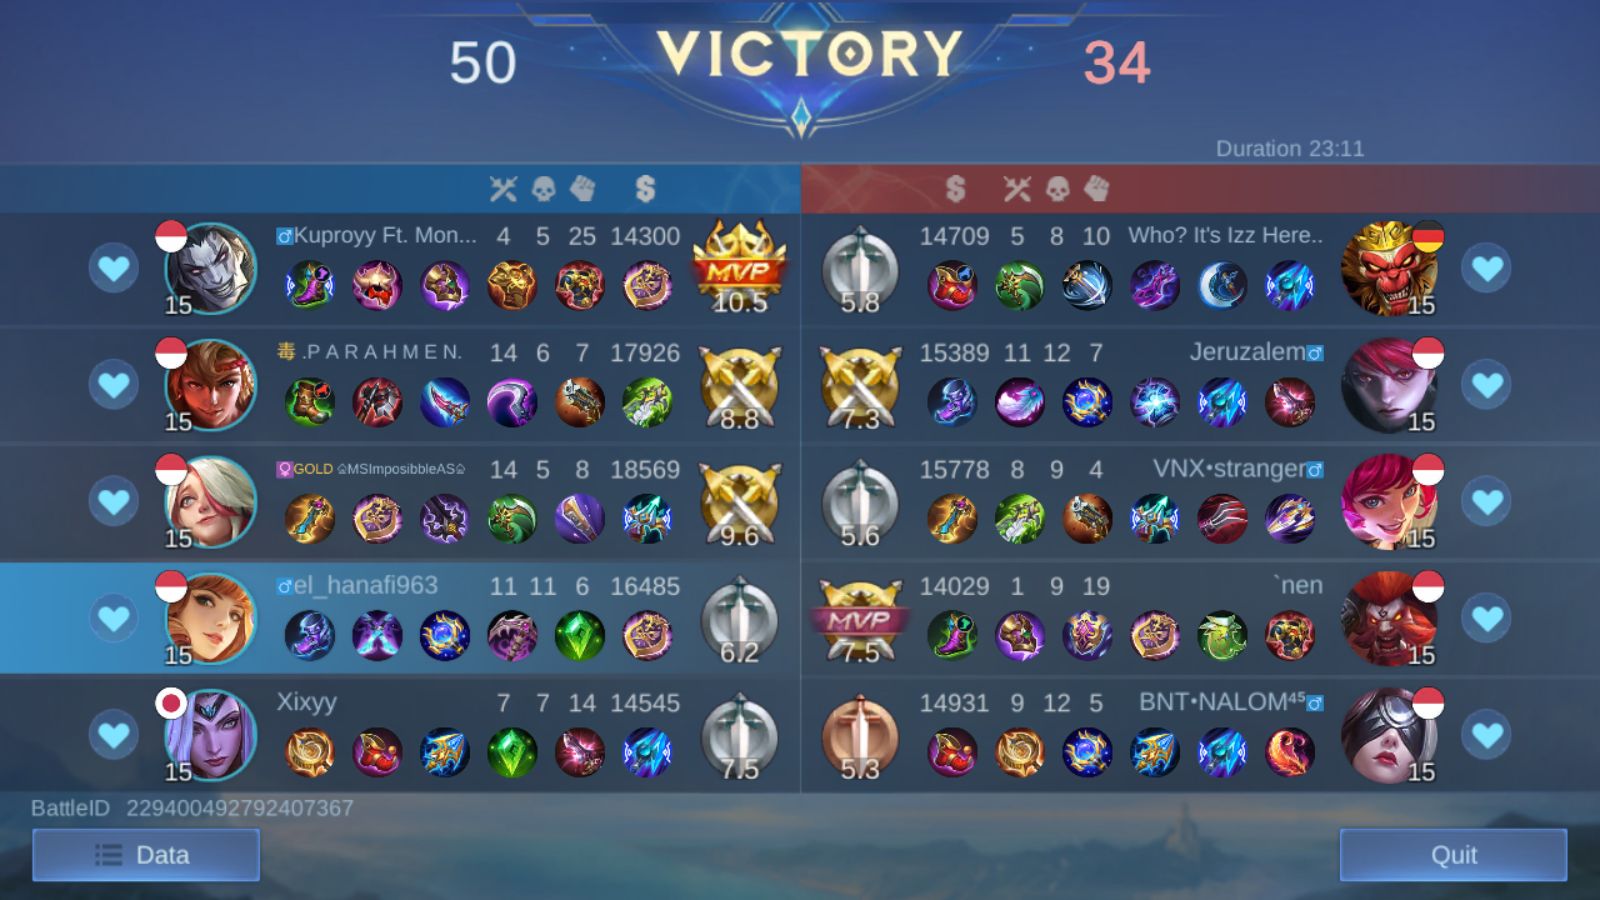 50 VICTORY 34
Duration 23:11
Kuproyy Ft. Mon... 4 5 25 14300 MVP 10.5
15
毒 .P A R A H M E N. 14 6 7 17926 8.8
15
GOLD ♤MSImposibbleAS♤ 14 5 8 18569 9.6
15
el_hanafi963 11 11 6 16485 6.2
15
Xixyy 7 7 14 14545 7.5
15
5.8 14709 5 8 10 Who? It's Izz Here..
15
7.3 15389 11 12 7 Jeruzalem
15
5.6 15778 8 9 4 VNX•stranger
15
MVP 7.5 14029 1 9 19 `nen
15
5.3 14931 9 12 5 BNT•NALOM⁴⁵
15
BattleID 229400492792407367
Data
Quit